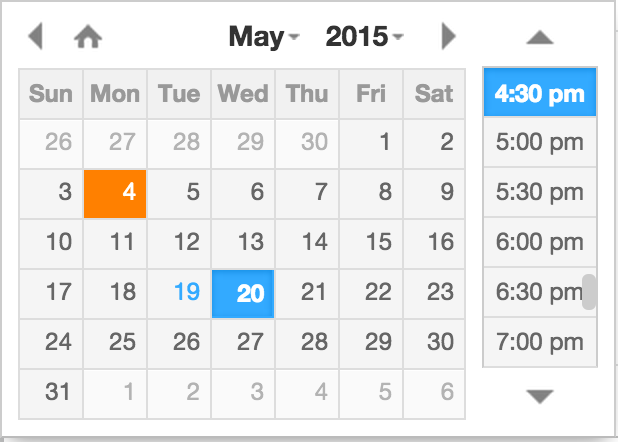 May 2015
Sun Mon Tue Wed Thu Fri Sat
26 27 28 29 30 1 2
3 4 5 6 7 8 9
10 11 12 13 14 15 16
17 18 19 20 21 22 23
24 25 26 27 28 29 30
31 1 2 3 4 5 6
4:30 pm
5:00 pm
5:30 pm
6:00 pm
6:30 pm
7:00 pm